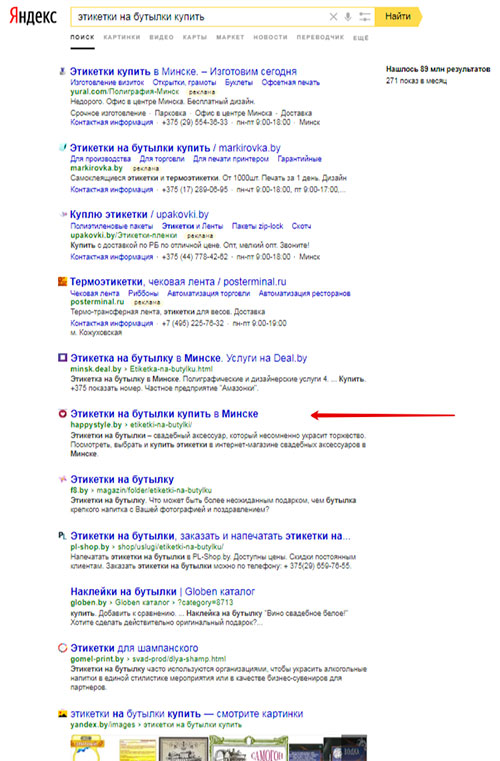 Яндекс
этикетки на бутылки купить
Найти
ПОИСК КАРТИНКИ ВИДЕО КАРТЫ МАРКЕТ НОВОСТИ ПЕРЕВОДЧИК ЕЩЁ
Нашлось 89 млн результатов
271 показ в месяц
Этикетки купить в Минске. – Изготовим сегодня
Изготовление визиток Открытки, грамоты Буклеты Офсетная печать
yural.com/Полиграфия-Минск реклама
Недорого. Офис в центре Минска. Бесплатный дизайн.
Срочное изготовление · Парковка · Офис в центре Минска · Доставка
Контактная информация · +375 (29) 554-36-33 · пн-пт 9:00-18:00 · Минск
Этикетки на бутылки купить / markirovka.by
Для производства Для торговли Для печати принтером Гарантийные
markirovka.by реклама
Самоклеящиеся этикетки и термоэтикетки. От 1000шт. Печать за 1 день. Дизайн
Контактная информация · +375 (17) 289-06-95 · пн-чт 9:00-18:00, пт 9:00-17:00,...
Куплю этикетки / upakovki.by
Полиэтиленовые пакеты Этикетки и Ленты Пакеты zip-lock Скотч
upakovki.by/Этикетки-пленки реклама
Купить с доставкой по РБ по отличной цене. Опт, мелкий опт. Звоните!
Контактная информация · +375 (44) 778-42-62 · пн-пт 9:00-18:00 · Минск
Термоэтикетки, чековая лента / posterminal.ru
Чековая лента Риббоны Автоматизация торговли Автоматизация ресторанов
posterminal.ru реклама
Термо-трансферная лента, этикетки для весов. Доставка
Контактная информация · +7 (495) 225-76-32 · пн-пт 9:00-19:00
м. Кожуховская
Этикетка на бутылку в Минске. Услуги на Deal.by
minsk.deal.by › Etiketka-na-butylku.html
Этикетка на бутылку в Минске. Полиграфические и дизайнерские услуги 4. ... Купить.
+375 показать номер. Частное предприятие "Амазонки".
Этикетки на бутылки купить в Минске
happystyle.by › etiketki-na-butylki/
Этикетки на бутылки – свадебный аксессуар, который несомненно украсит торжество.
Посмотреть, выбрать и купить этикетки в интернет-магазине свадебных аксессуаров в
Минске.
Этикетки на бутылку
f8.by › magazin/folder/etiketki-na-butylku
Этикетки на бутылку. Что может быть более неожиданным подарком, чем бутылка
крепкого напитка с Вашей фотографией и поздравлением?
Этикетки на бутылки, заказать и напечатать этикетки на...
pl-shop.by › shop/uslugi/etiketki-na-butylki/
Напечатать этикетки на бутылки в PL-Shop.by. Доступны цены. Скидки постоянным
клиентам. Заказать этикетки на бутылки можно по телефону: + 375(29) 659-76-55.
Наклейки на бутылки | Globen каталог
globen.by › Globen каталог › ?category=8713
купить. Добавить к сравнению. ... Наклейка на бутылку "Вино свадебное белое!"
Хотите сделать действительно оригинальный подарок?...
Этикетки для шампанского
gomel-print.by › svad-prod/dlya-shamp.html
Этикетки на бутылку часто используются организациями, чтобы украсить алкогольные
напитки в единой стилистике мероприятия или в качестве бизнес-сувениров для
партнеров.
этикетки на бутылки купить — смотрите картинки
yandex.by/images › этикетки на бутылки купить
САМОГОН